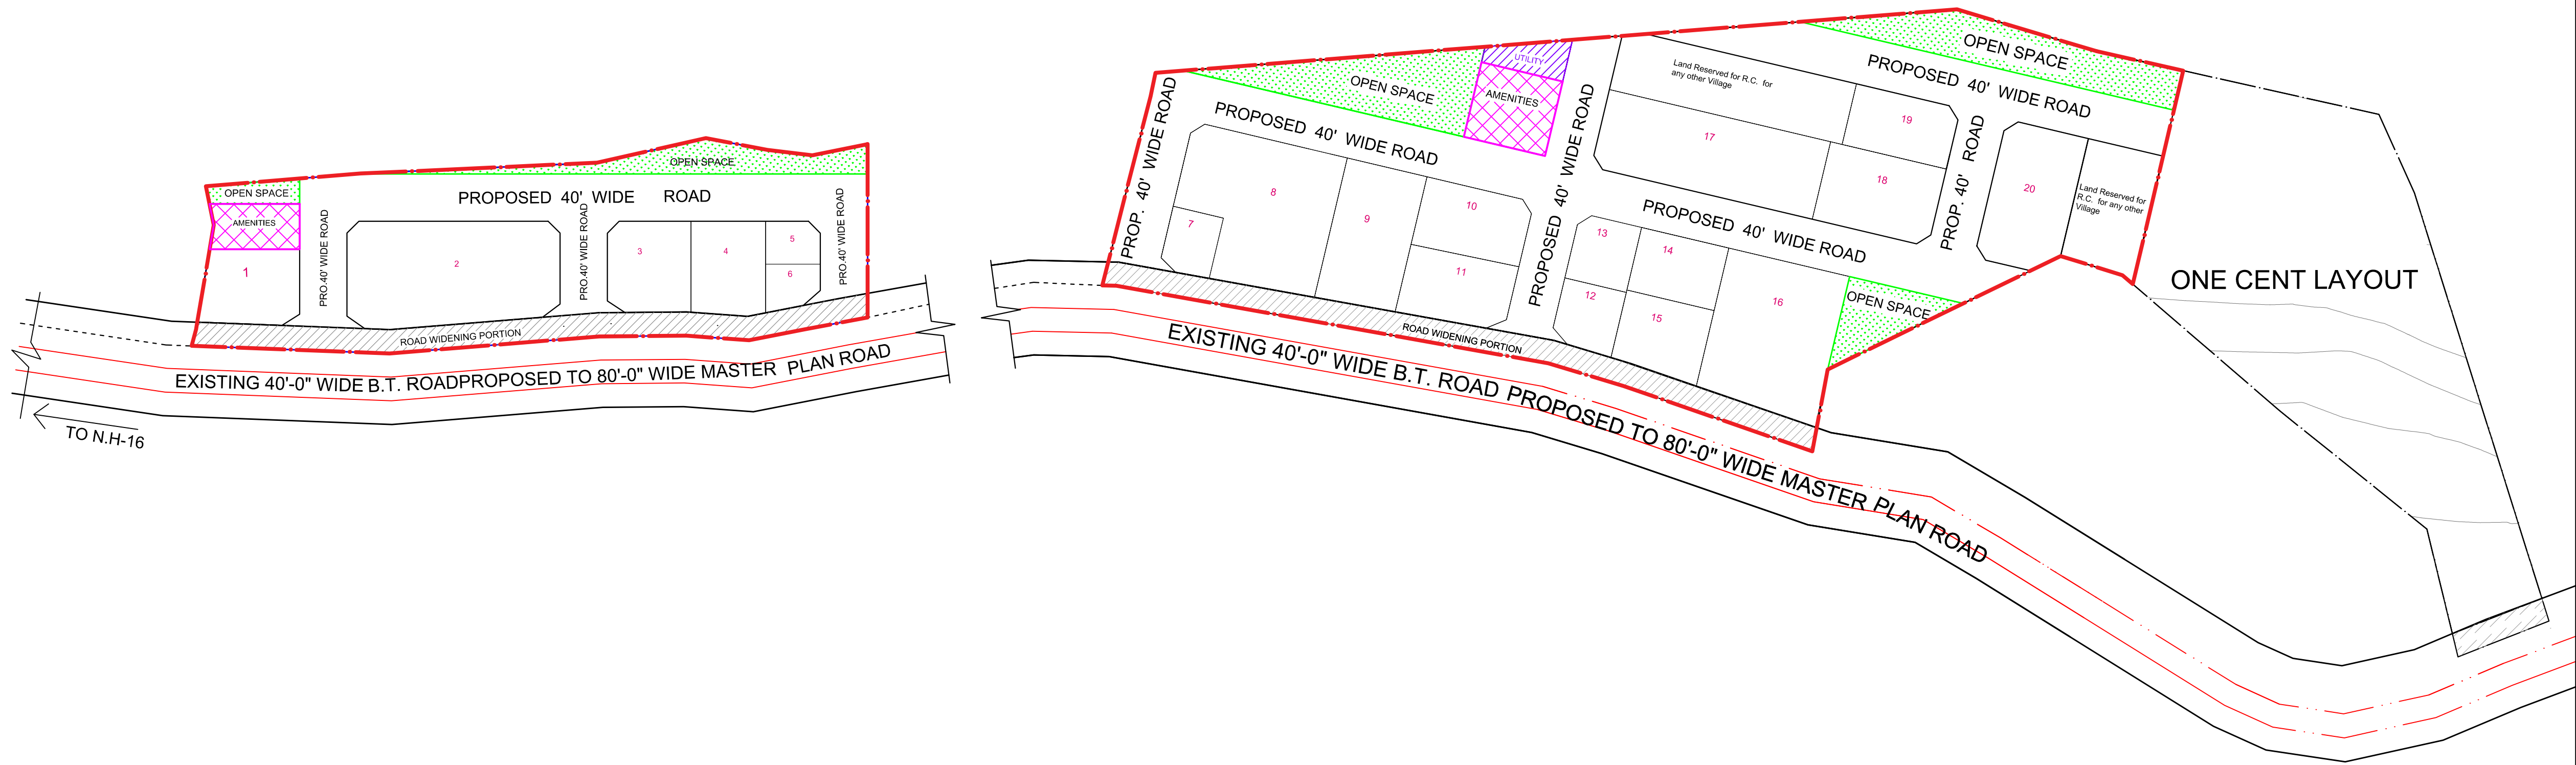 OPEN SPACE
OPEN SPACE
AMENITIES
1
PROPOSED 40' WIDE ROAD
PRO.40' WIDE ROAD
2
PRO.40' WIDE ROAD
3
4
5
6
PRO.40' WIDE ROAD
ROAD WIDENING PORTION
EXISTING 40'-0" WIDE B.T. ROADPROPOSED TO 80'-0" WIDE MASTER PLAN ROAD
TO N.H-16
PROP. 40' WIDE ROAD
OPEN SPACE
UTILITY
AMENITIES
PROPOSED 40' WIDE ROAD
7
8
9
10
11
PROPOSED 40' WIDE ROAD
Land Reserved for R.C. for
any other Village
17
18
19
PROPOSED 40' WIDE ROAD
12
13
14
15
16
OPEN SPACE
OPEN SPACE
PROPOSED 40' WIDE ROAD
PROP. 40' ROAD
20
Land Reserved for
R.C. for any other
Village
ROAD WIDENING PORTION
EXISTING 40'-0" WIDE B.T. ROAD PROPOSED TO 80'-0" WIDE MASTER PLAN ROAD
ONE CENT LAYOUT